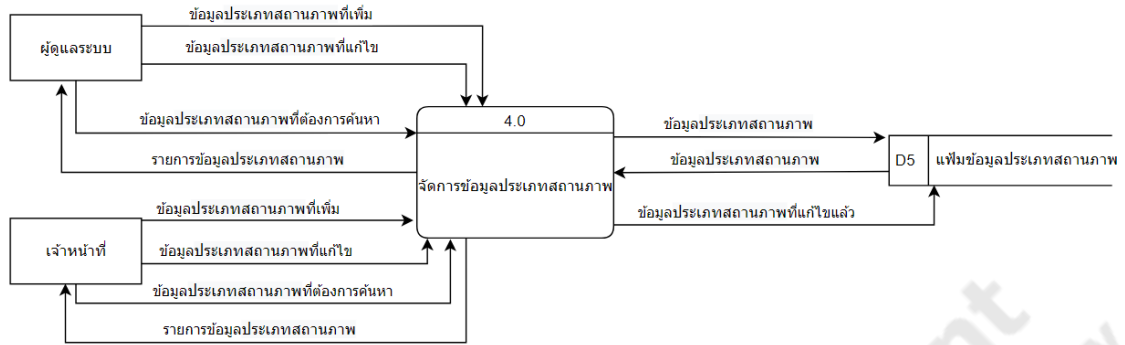 ข้อมูลประเภทสถานภาพที่เพิ่ม
ผู้ดูแลระบบ
ข้อมูลประเภทสถานภาพที่แก้ไข
ข้อมูลประเภทสถานภาพที่ต้องการค้นหา
รายการข้อมูลประเภทสถานภาพ
4.0
จัดการข้อมูลประเภทสถานภาพ
ข้อมูลประเภทสถานภาพ
ข้อมูลประเภทสถานภาพ
D5 แฟ้มข้อมูลประเภทสถานภาพ
ข้อมูลประเภทสถานภาพที่แก้ไขแล้ว
ข้อมูลประเภทสถานภาพที่เพิ่ม
เจ้าหน้าที่
ข้อมูลประเภทสถานภาพที่แก้ไข
ข้อมูลประเภทสถานภาพที่ต้องการค้นหา
รายการข้อมูลประเภทสถานภาพ